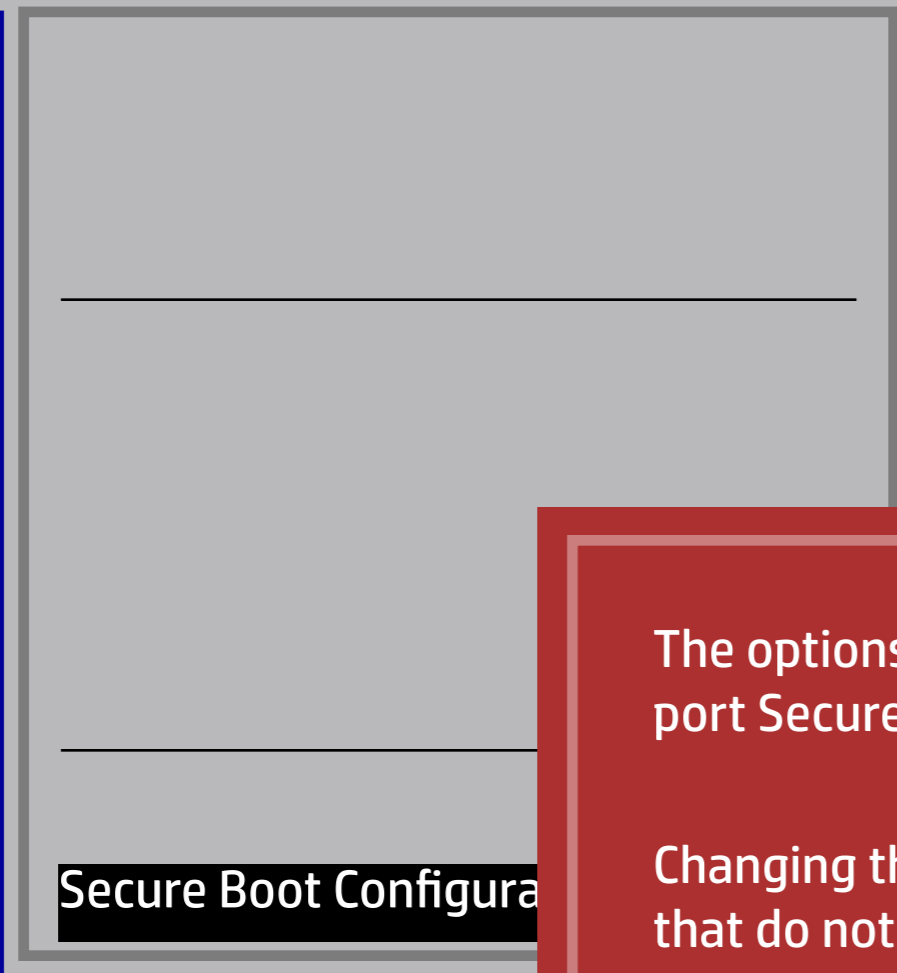 The options
port Secure
Changing th
that do not
Secure Boot Configura